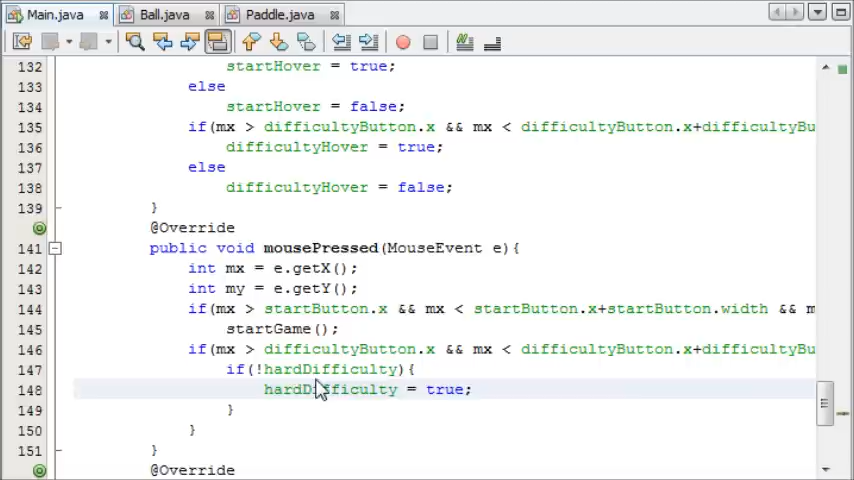 Main.java Ball.java Paddle.java
132 startHover = true;
133 else
134 startHover = false;
135 if(mx > difficultyButton.x && mx < difficultyButton.x+difficultyBu
136 difficultyHover = true;
137 else
138 difficultyHover = false;
139 }
@Override
141 public void mousePressed(MouseEvent e){
142 int mx = e.getX();
143 int my = e.getY();
144 if(mx > startButton.x && mx < startButton.x+startButton.width && m
145 startGame();
146 if(mx > difficultyButton.x && mx < difficultyButton.x+difficultyBu
147 if(!hardDifficulty){
148 hardDifficulty = true;
149 }
150 }
151 }
@Override